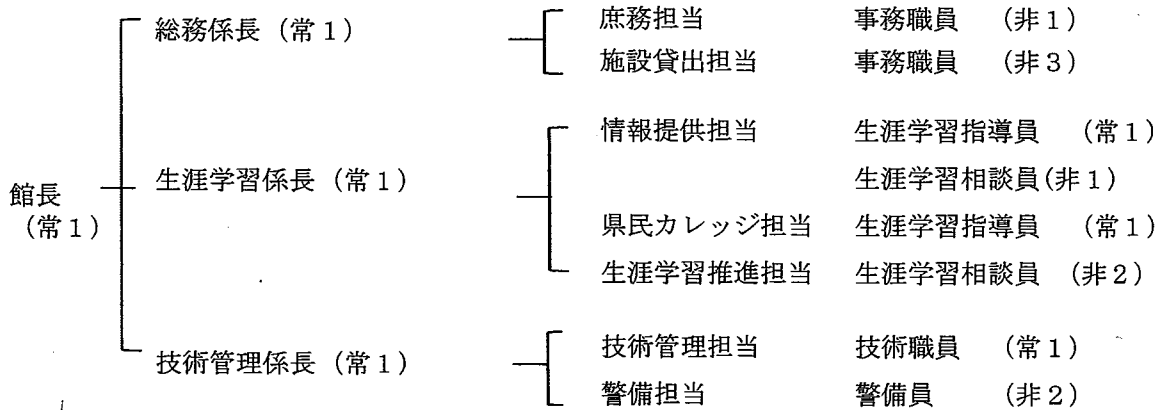 総務係長（常１）
庶務担当　事務職員　（非１）
施設貸出担当　事務職員　（非３）
館長
（常１）
生涯学習係長（常１）
情報提供担当　生涯学習指導員　（常１）
生涯学習相談員(非１)
県民カレッジ担当　生涯学習指導員　（常１）
生涯学習推進担当　生涯学習相談員　（非２）
技術管理係長（常１）
技術管理担当　技術職員　（常１）
警備担当　警備員　（非２）